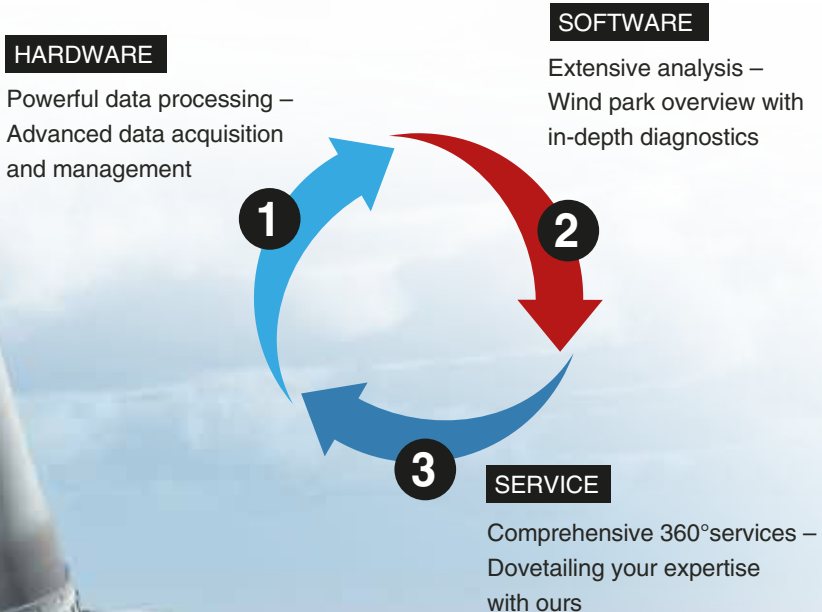 HARDWARE
Powerful data processing –
Advanced data acquisition
and management
1
SOFTWARE
Extensive analysis –
Wind park overview with
in-depth diagnostics
2
3
SERVICE
Comprehensive 360°services –
Dovetailing your expertise
with ours